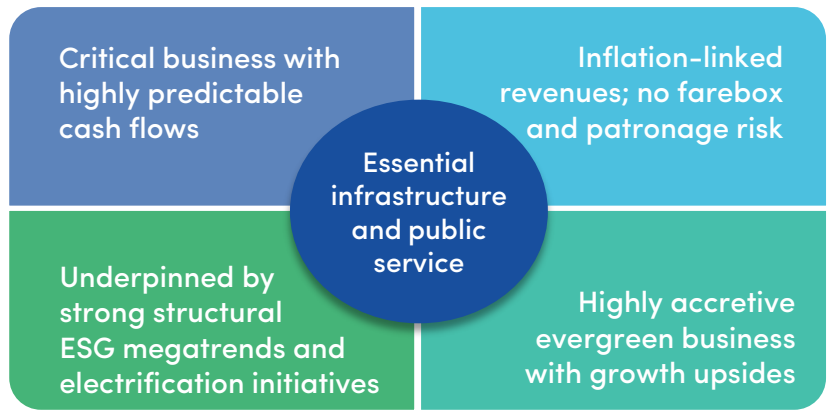 Critical business with
highly predictable
cash flows
Inflation-linked
revenues; no farebox
and patronage risk
Essential
infrastructure
and public
service
Underpinned by
strong structural
ESG megatrends and
electrification initiatives
Highly accretive
evergreen business
with growth upsides